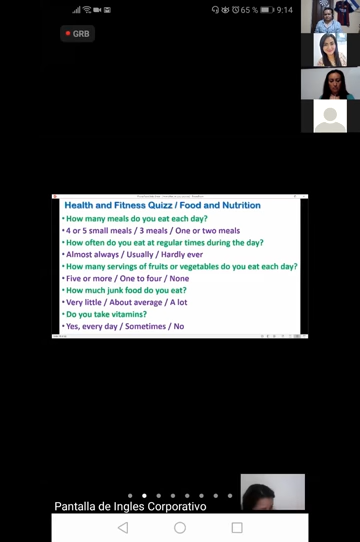 65 % 9:14
GRB
Health and Fitness Quizz / Food and Nutrition
• How many meals do you eat each day?
• 4 or 5 small meals / 3 meals / One or two meals
• How often do you eat at regular times during the day?
• Almost always / Usually / Hardly ever
• How many servings of fruits or vegetables do you eat each day?
• Five or more / One to four / None
• How much junk food do you eat?
• Very little / About average / A lot
• Do you take vitamins?
• Yes, every day / Sometimes / No
Pantalla de Ingles Corporativo